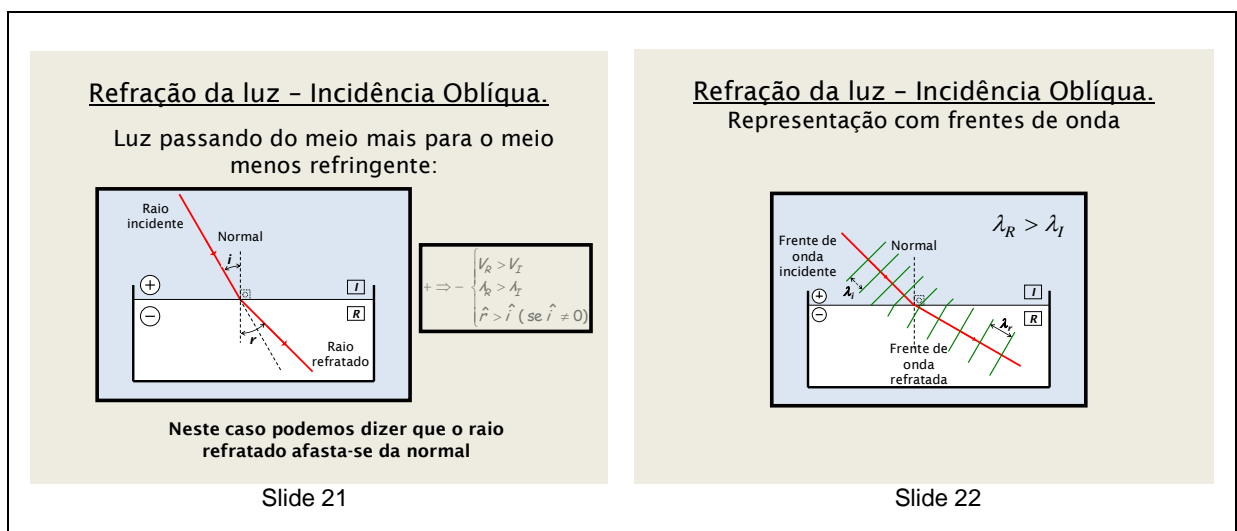 Refração da luz – Incidência Oblíqua.
Luz passando do meio mais para o meio
menos refringente:
Raio
incidente
Normal
i
+
I
−
R
r
Raio
refratado
+ ⇒ −
V_R > V_I
λ_R > λ_I
r̂ > î ( se î ≠ 0)
Neste caso podemos dizer que o raio
refratado afasta-se da normal
Slide 21
Refração da luz – Incidência Oblíqua.
Representação com frentes de onda
λ_R > λ_I
Frente de
onda
incidente
Normal
λ_i
+
I
−
R
λ_r
Frente de
onda
refratada
Slide 22